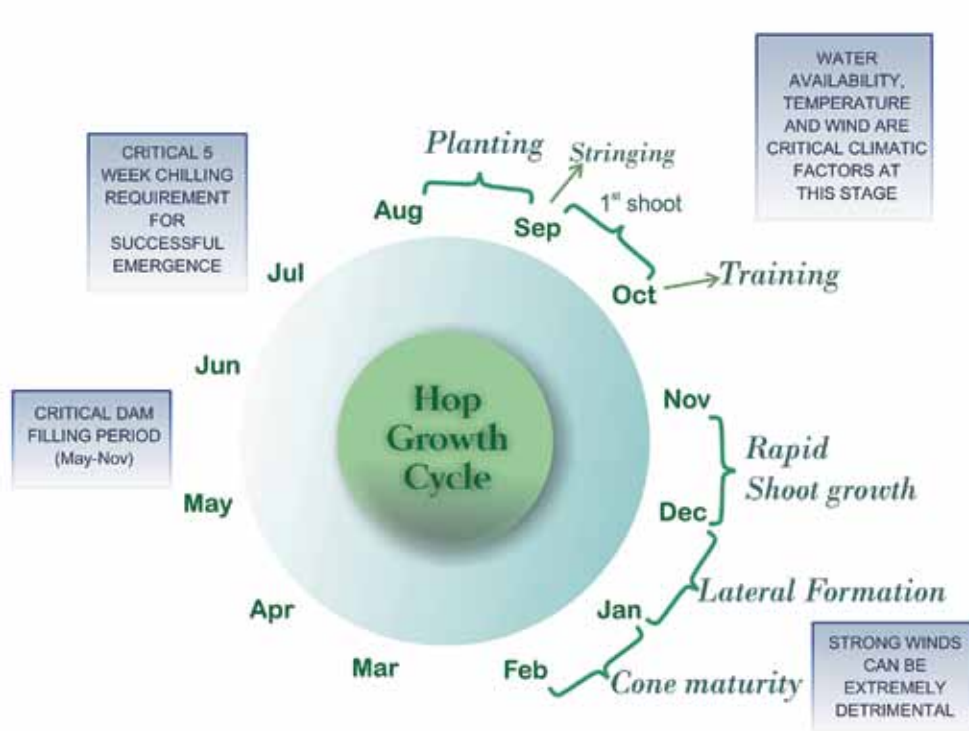 WATER
AVAILABILITY,
TEMPERATURE
AND WIND ARE
CRITICAL CLIMATIC
FACTORS AT
THIS STAGE
CRITICAL 5
WEEK CHILLING
REQUIREMENT
FOR
SUCCESSFUL
EMERGENCE
Planting
Stringing
1st shoot
Aug
Sep
Jul
Oct
Training
Jun
Hop
Growth
Cycle
Nov
CRITICAL DAM
FILLING PERIOD
(May-Nov)
Rapid
Shoot growth
May
Dec
Apr
Jan
Lateral Formation
Mar
Feb
Cone maturity
STRONG WINDS
CAN BE
EXTREMELY
DETRIMENTAL